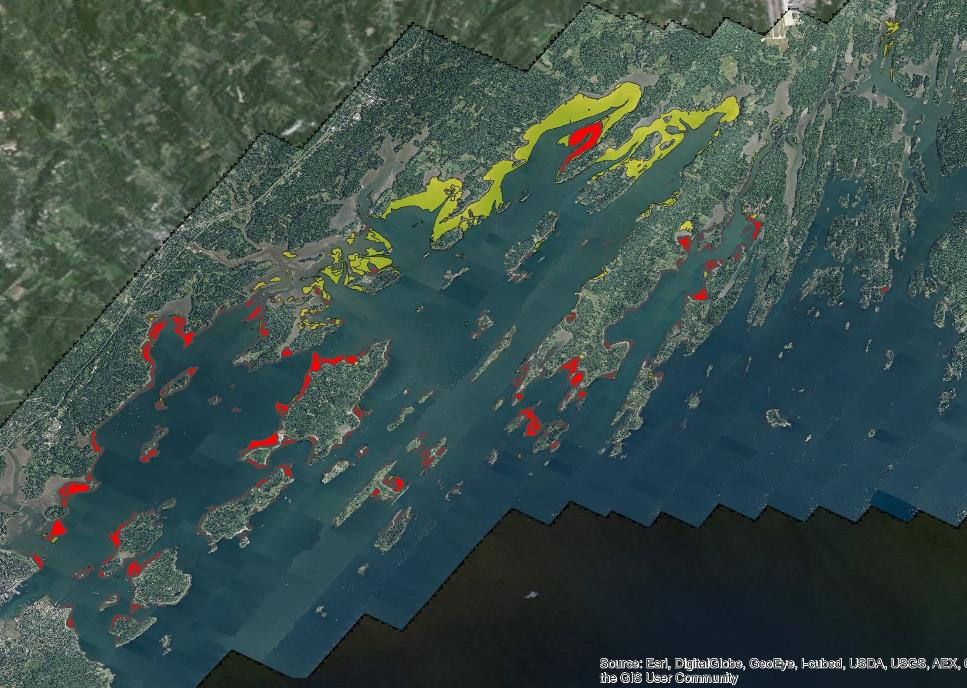 Source: Esri, DigitalGlobe, GeoEye, i-cubed, USDA, USGS, AEX,
the GIS User Community